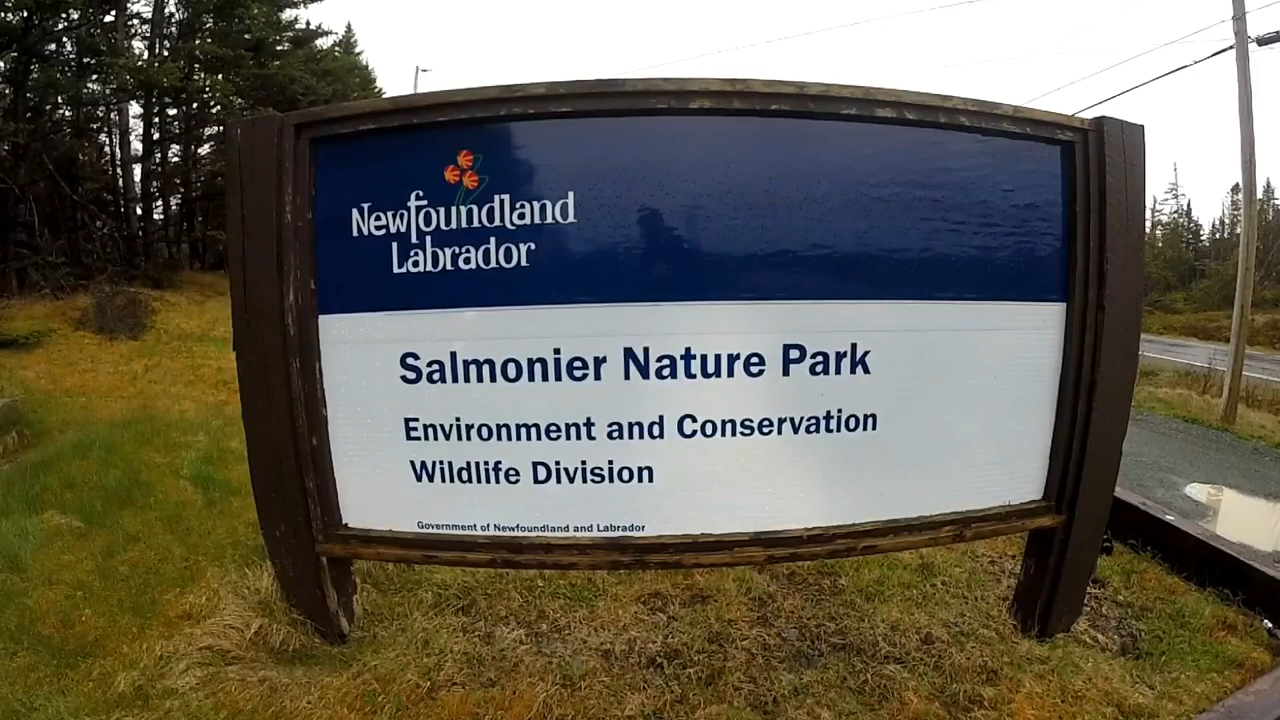 Newfoundland
Labrador
Salmonier Nature Park
Environment and Conservation
Wildlife Division
Government of Newfoundland and Labrador